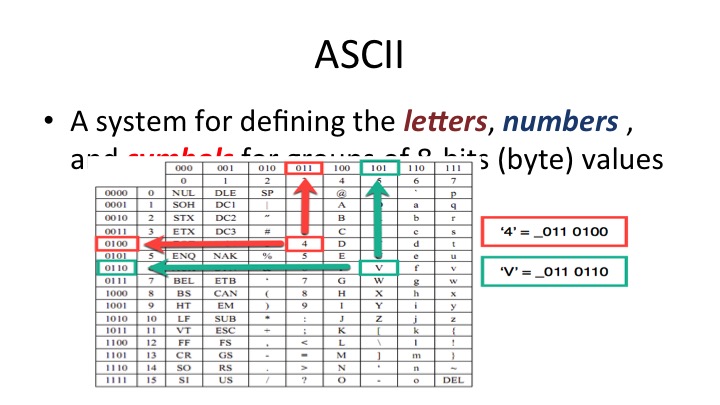 ASCII
• A system for defining the letters, numbers ,
and symbols for groups of 8 bits (byte) values
000 001 010 011 100 101 110 111
0 1 2 4 6 7
0000 0 NUL DLE SP @ ` p
0001 1 SOH DC1 | A a q
0010 2 STX DC2 " B b r
0011 3 ETX DC3 # C c s
0100 4 D d t
0101 5 ENQ NAK % 5 E e u
0110 V f v
0111 7 BEL ETB ' 7 G W g w
1000 8 BS CAN ( 8 H X h x
1001 9 HT EM ) 9 I Y i y
1010 10 LF SUB * : J Z j z
1011 11 VT ESC + ; K [ k {
1100 12 FF FS , < L \ l !
1101 13 CR GS - = M ] m }
1110 14 SO RS . > N ' n ~
1111 15 SI US / ? O - o DEL
‘4’ = _011 0100
‘V’ = _011 0110